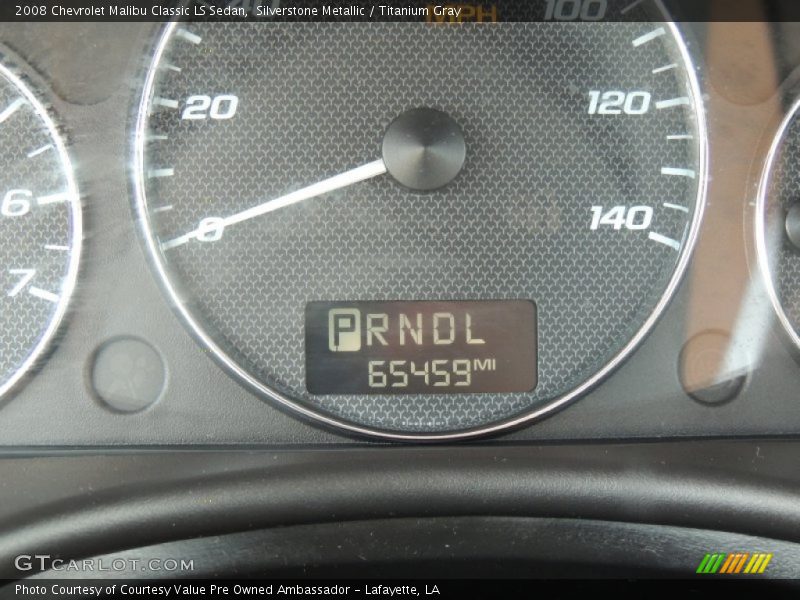 2008 Chevrolet Malibu Classic LS Sedan, Silverstone Metallic / Titanium Gray
MPH
100
20
120
6
0
140
7
PRNDL
65459 MI
GTCARLOT.COM
Photo Courtesy of Courtesy Value Pre Owned Ambassador - Lafayette, LA